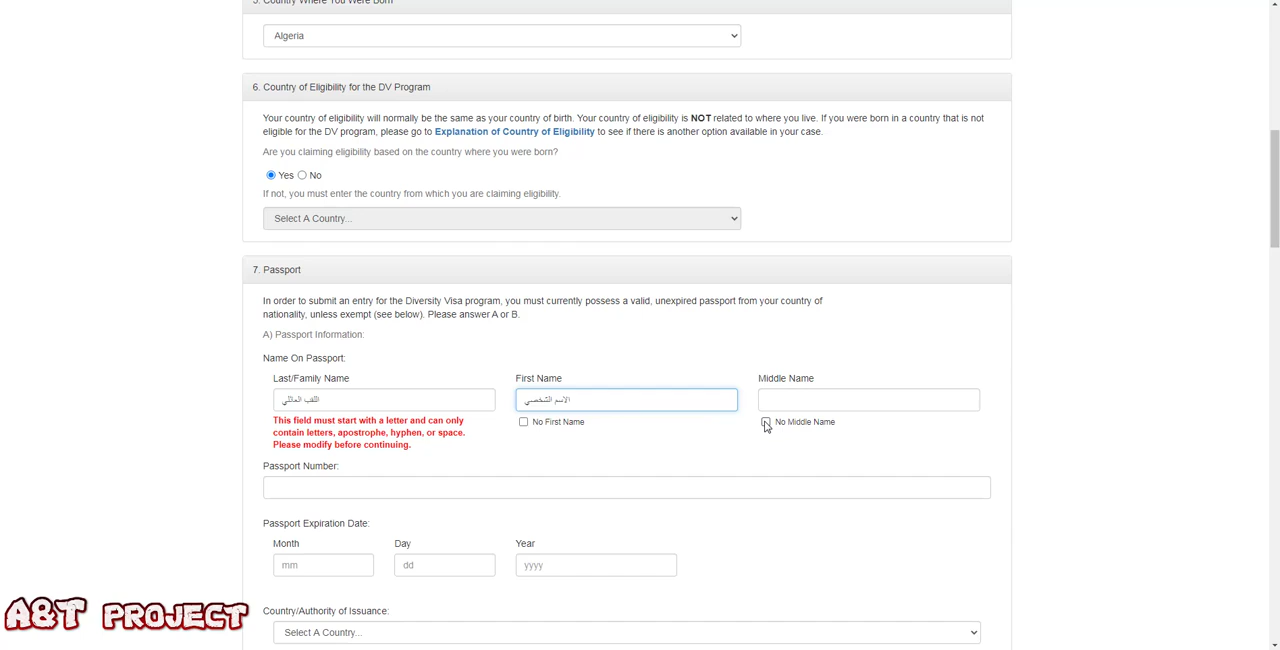 5. Country Where You Were Born
Algeria
6. Country of Eligibility for the DV Program
Your country of eligibility will normally be the same as your country of birth. Your country of eligibility is NOT related to where you live. If you were born in a country that is not
eligible for the DV program, please go to Explanation of Country of Eligibility to see if there is another option available in your case.
Are you claiming eligibility based on the country where you were born?
Yes No
If not, you must enter the country from which you are claiming eligibility.
Select A Country...
7. Passport
In order to submit an entry for the Diversity Visa program, you must currently possess a valid, unexpired passport from your country of
nationality, unless exempt (see below). Please answer A or B.
A) Passport Information:
Name On Passport:
Last/Family Name First Name Middle Name
اللقب العائلي الاسم الشخصي
This field must start with a letter and can only
contain letters, apostrophe, hyphen, or space.
Please modify before continuing.
No First Name No Middle Name
Passport Number:
Passport Expiration Date:
Month Day Year
mm dd yyyy
Country/Authority of Issuance:
Select A Country...
A&T PROJECT